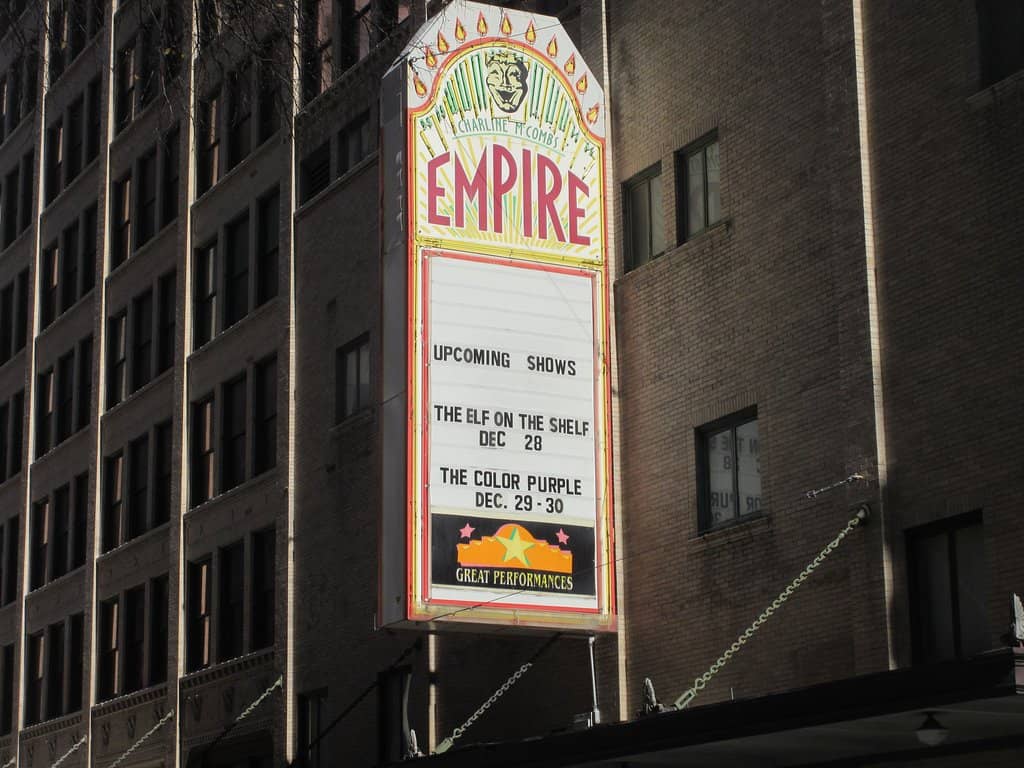 CHARLINE McCOMBS
EMPIRE
UPCOMING SHOWS
THE ELF ON THE SHELF
DEC 28
THE COLOR PURPLE
DEC. 29-30
GREAT PERFORMANCES